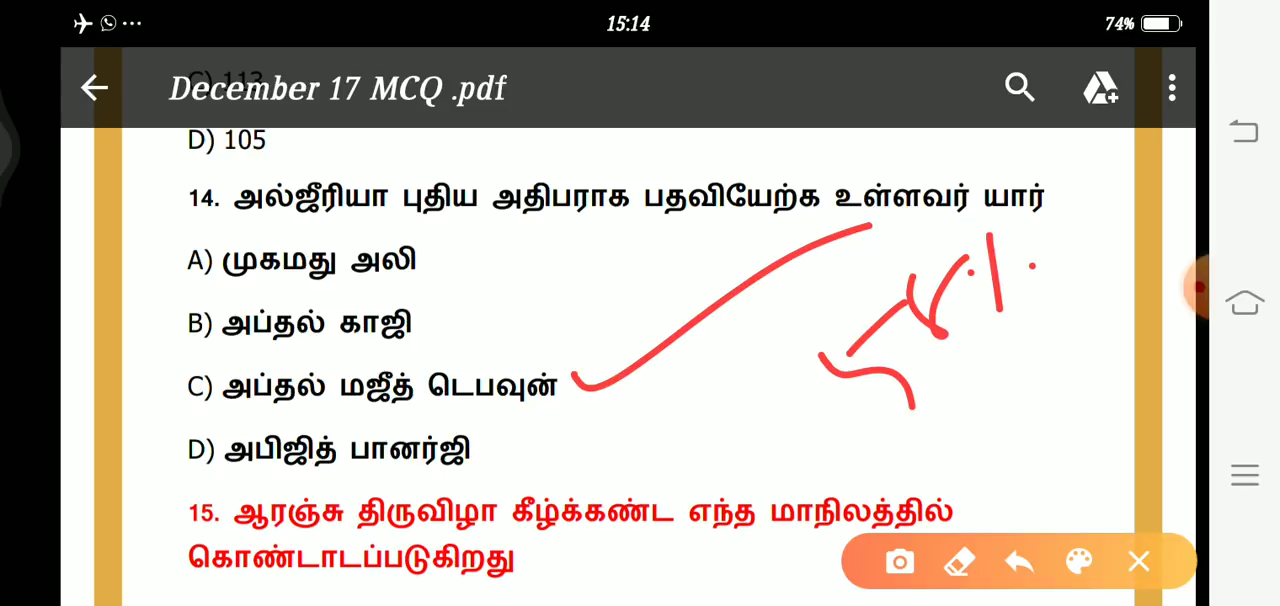 15:14
74%
C) 113
December 17 MCQ .pdf
D) 105
14. அல்ஜீரியா புதிய அதிபராக பதவியேற்க உள்ளவர் யார்
A) முகமது அலி
B) அப்தல் காஜி
C) அப்தல் மஜீத் டெபவுன்
D) அபிஜித் பானர்ஜி
15. ஆரஞ்சு திருவிழா கீழ்க்கண்ட எந்த மாநிலத்தில்
கொண்டாடப்படுகிறது